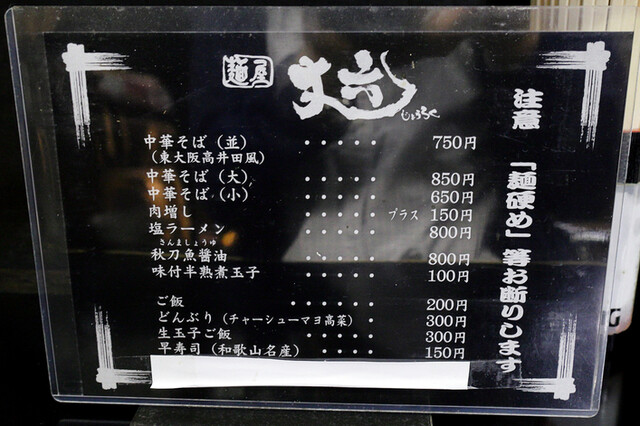 麺屋
丈六
じょうろく
中華そば（並） ・・・・・ 750円
（東大阪高井田風）
中華そば（大） ・・・・・ 850円
中華そば（小） ・・・・・ 650円
肉増し ・・・・・ プラス 150円
塩ラーメン ・・・・・ 800円
さんましょうゆ
秋刀魚醤油 ・・・・・ 800円
味付半熟煮玉子 ・・・・・ 100円
ご飯 ・・・・・・ 200円
どんぶり（チャーシューマヨ高菜）・ 300円
生玉子ご飯 ・・・・・ 300円
早寿司（和歌山名産） ・・・・ 150円
注意 「麺硬め」等お断りします